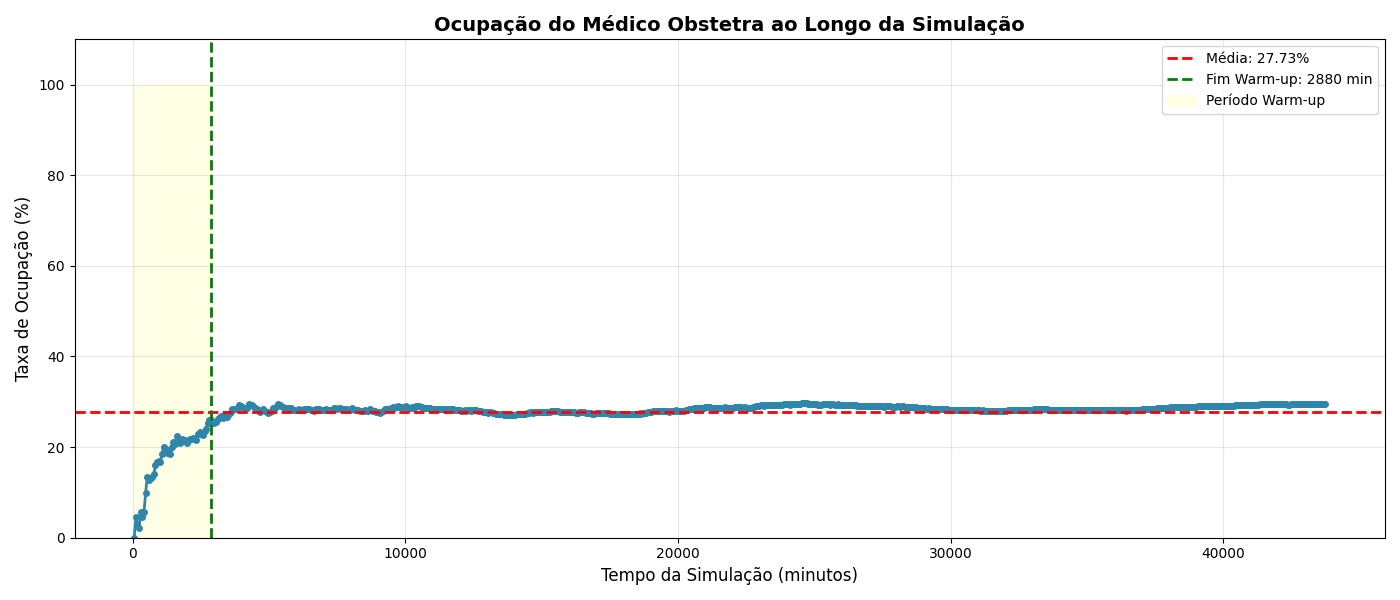 Ocupação do Médico Obstetra ao Longo da Simulação
Média: 27.73%
Fim Warm-up: 2880 min
Período Warm-up
Taxa de Ocupação (%)
100
80
60
40
20
0
0 10000 20000 30000 40000
Tempo da Simulação (minutos)